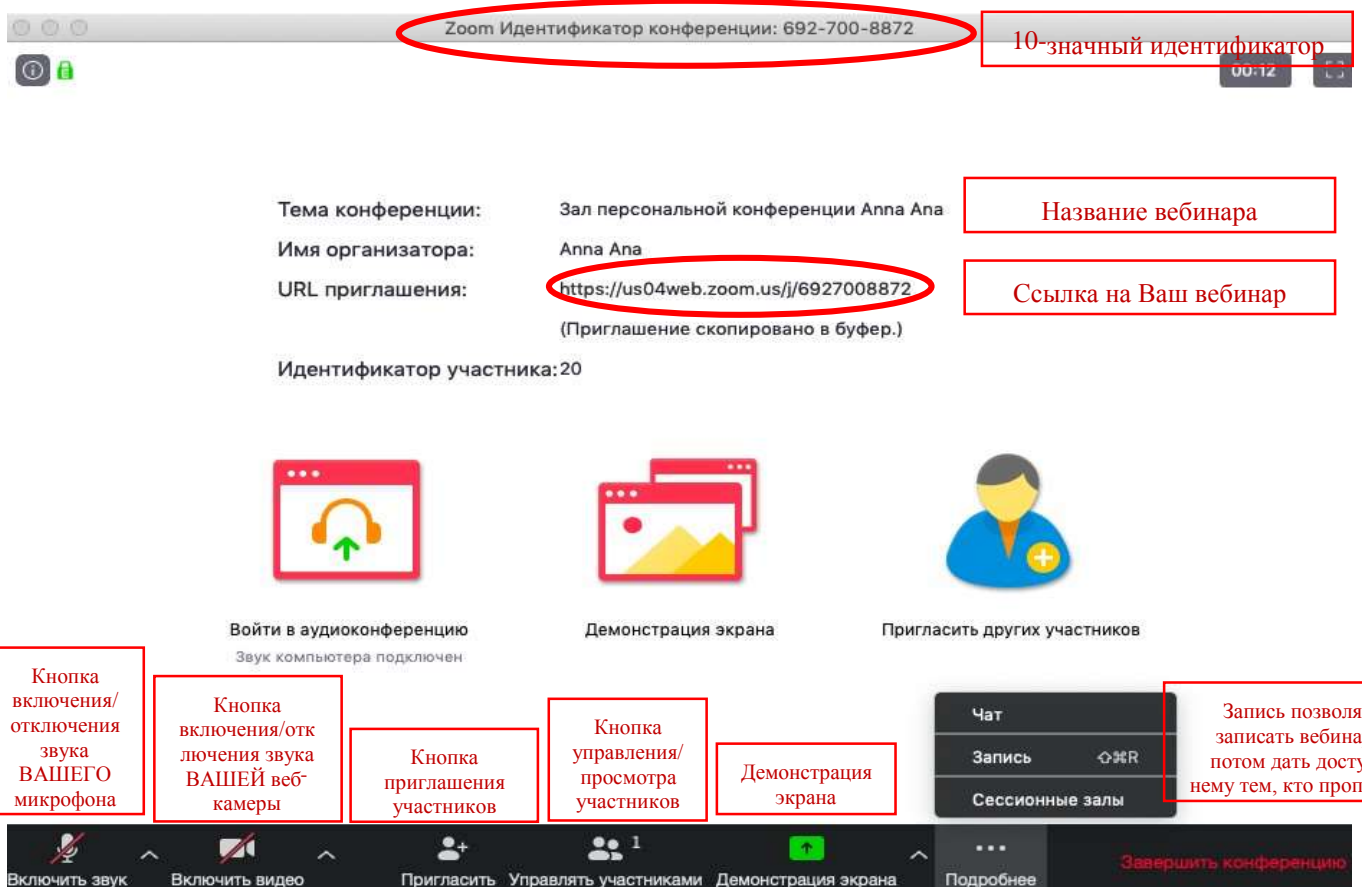 Zoom Идентификатор конференции: 692-700-8872
10-значный идентификатор
00:12
Тема конференции:
Зал персональной конференции Anna Ana
Название вебинара
Имя организатора:
Anna Ana
URL приглашения:
https://us04web.zoom.us/j/6927008872
Ссылка на Ваш вебинар
(Приглашение скопировано в буфер.)
Идентификатор участника:
20
Войти в аудиоконференцию
Звук компьютера подключен
Демонстрация экрана
Пригласить других участников
Кнопка
включения/
отключения
звука
ВАШЕГО
микрофона
Кнопка
включения/отк
лючения звука
ВАШЕЙ веб-
камеры
Кнопка
приглашения
участников
Кнопка
управления/
просмотра
участников
Демонстрация
экрана
Чат
Запись ⇧⌘R
Сессионные залы
Запись позволя
записать вебина
потом дать досту
нему тем, кто проп
Включить звук
Включить видео
Пригласить
1
Управлять участниками
Демонстрация экрана
Подробнее
Завершить конференцию